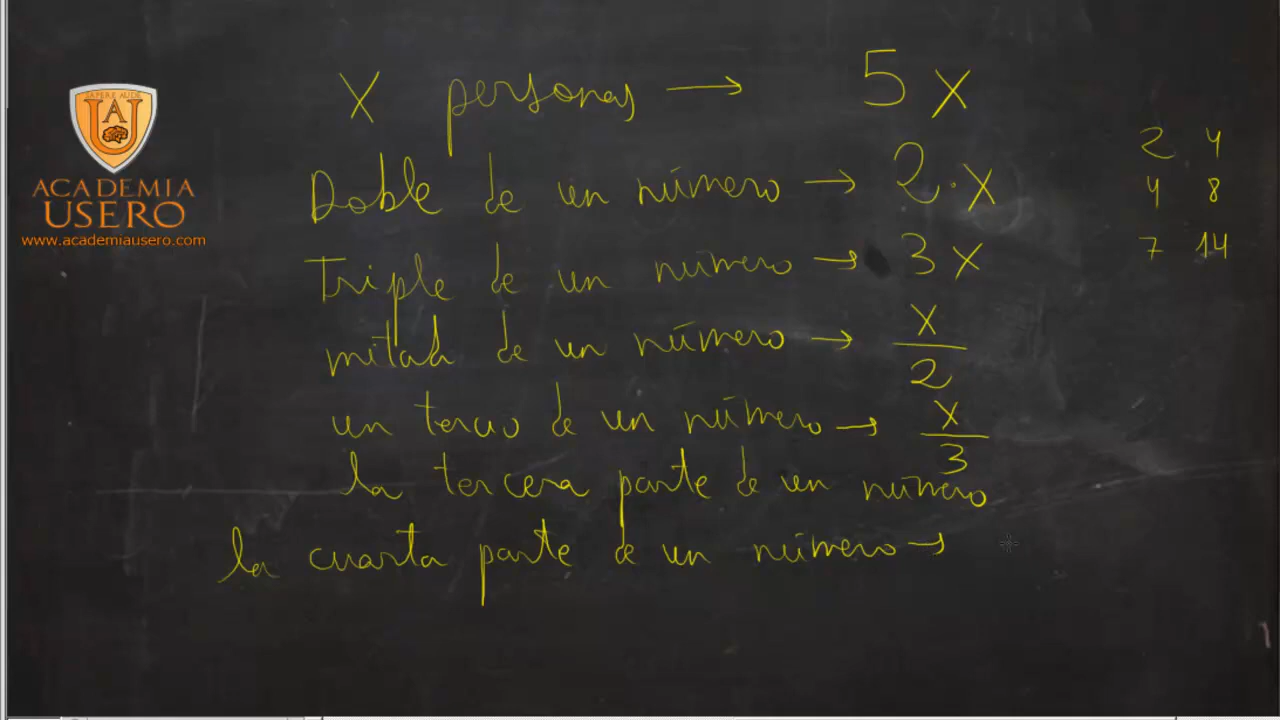 x personas → 5x
Doble de un número → 2·x
Triple de un número → 3x
mitad de un número → x/2
un tercio de un número → x/3
la tercera parte de un número
la cuarta parte de un número →
2 4
4 8
7 14
SAPERE AUDE
UA
ACADEMIA
USERO
www.academiausero.com